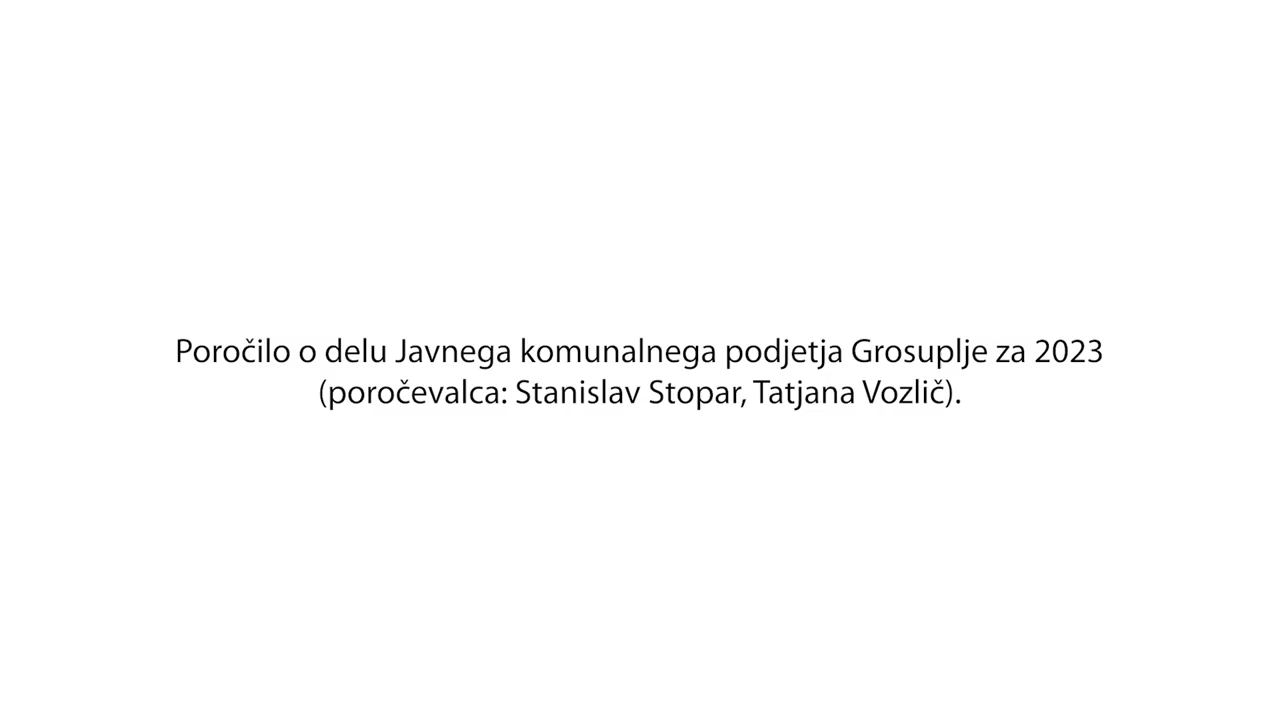 Poročilo o delu Javnega komunalnega podjetja Grosuplje za 2023
(poročevalca: Stanislav Stopar, Tatjana Vozlič).